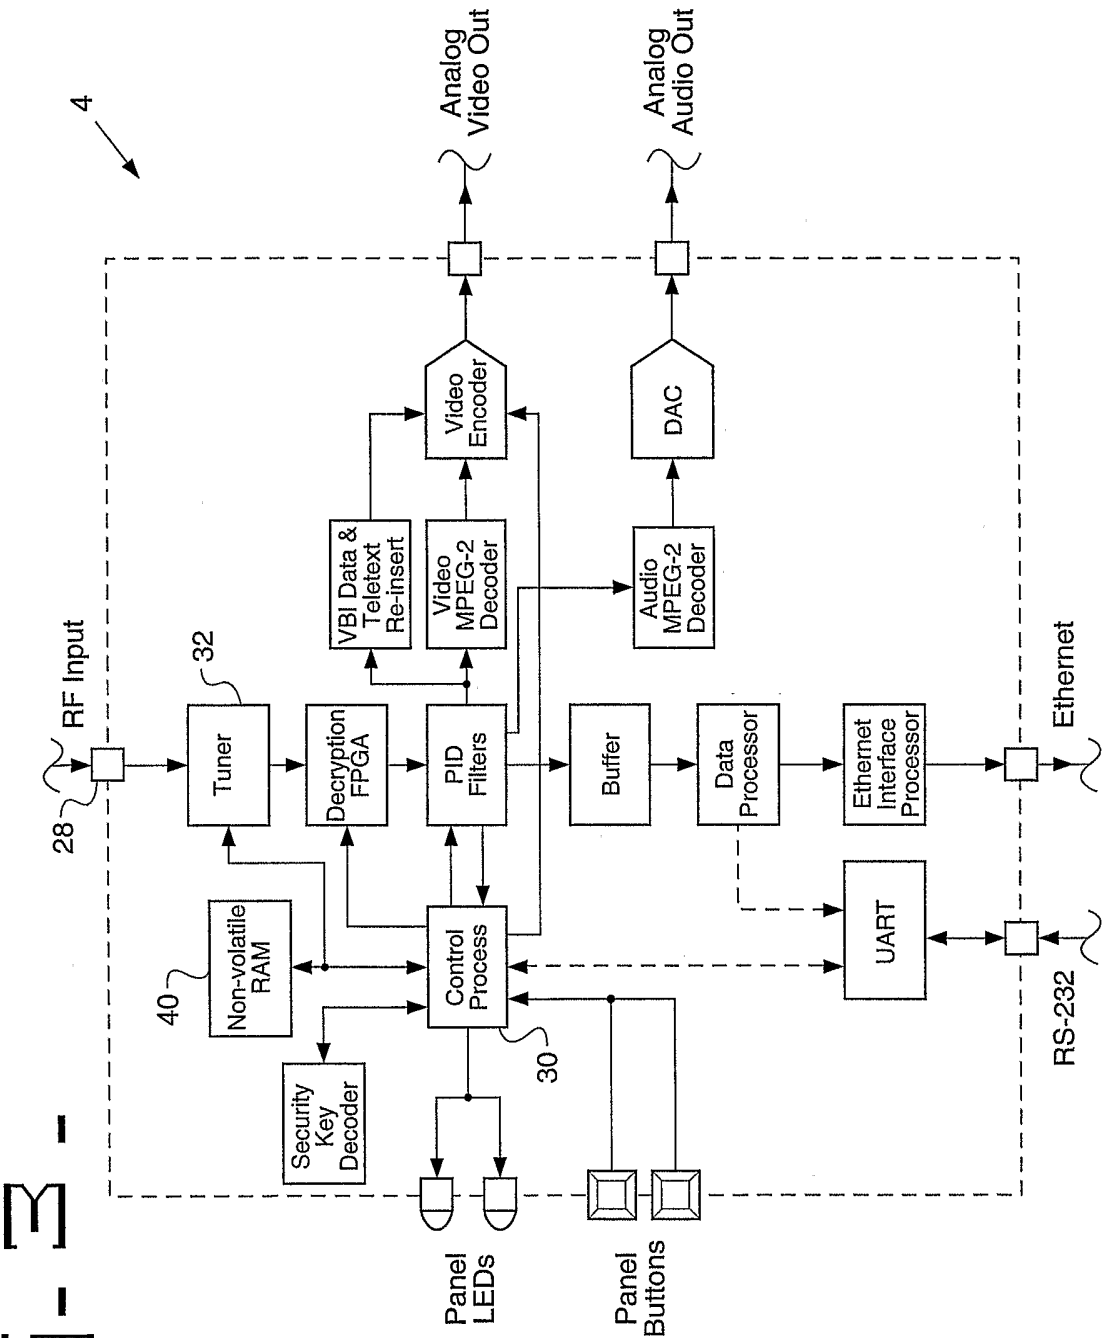 4
Analog
Video Out
Analog
Audio Out
Video
Encoder
DAC
VBI Data &
Teletext
Re-insert
Video
MPEG-2
Decoder
Audio
MPEG-2
Decoder
RF Input
28
Tuner
32
Decryption
FPGA
PID
Filters
Buffer
Data
Processor
Ethernet
Interface
Processor
Ethernet
40
Non-volatile
RAM
Control
Process
30
UART
RS-232
Security
Key
Decoder
Panel
LEDs
Panel
Buttons
- 3 -